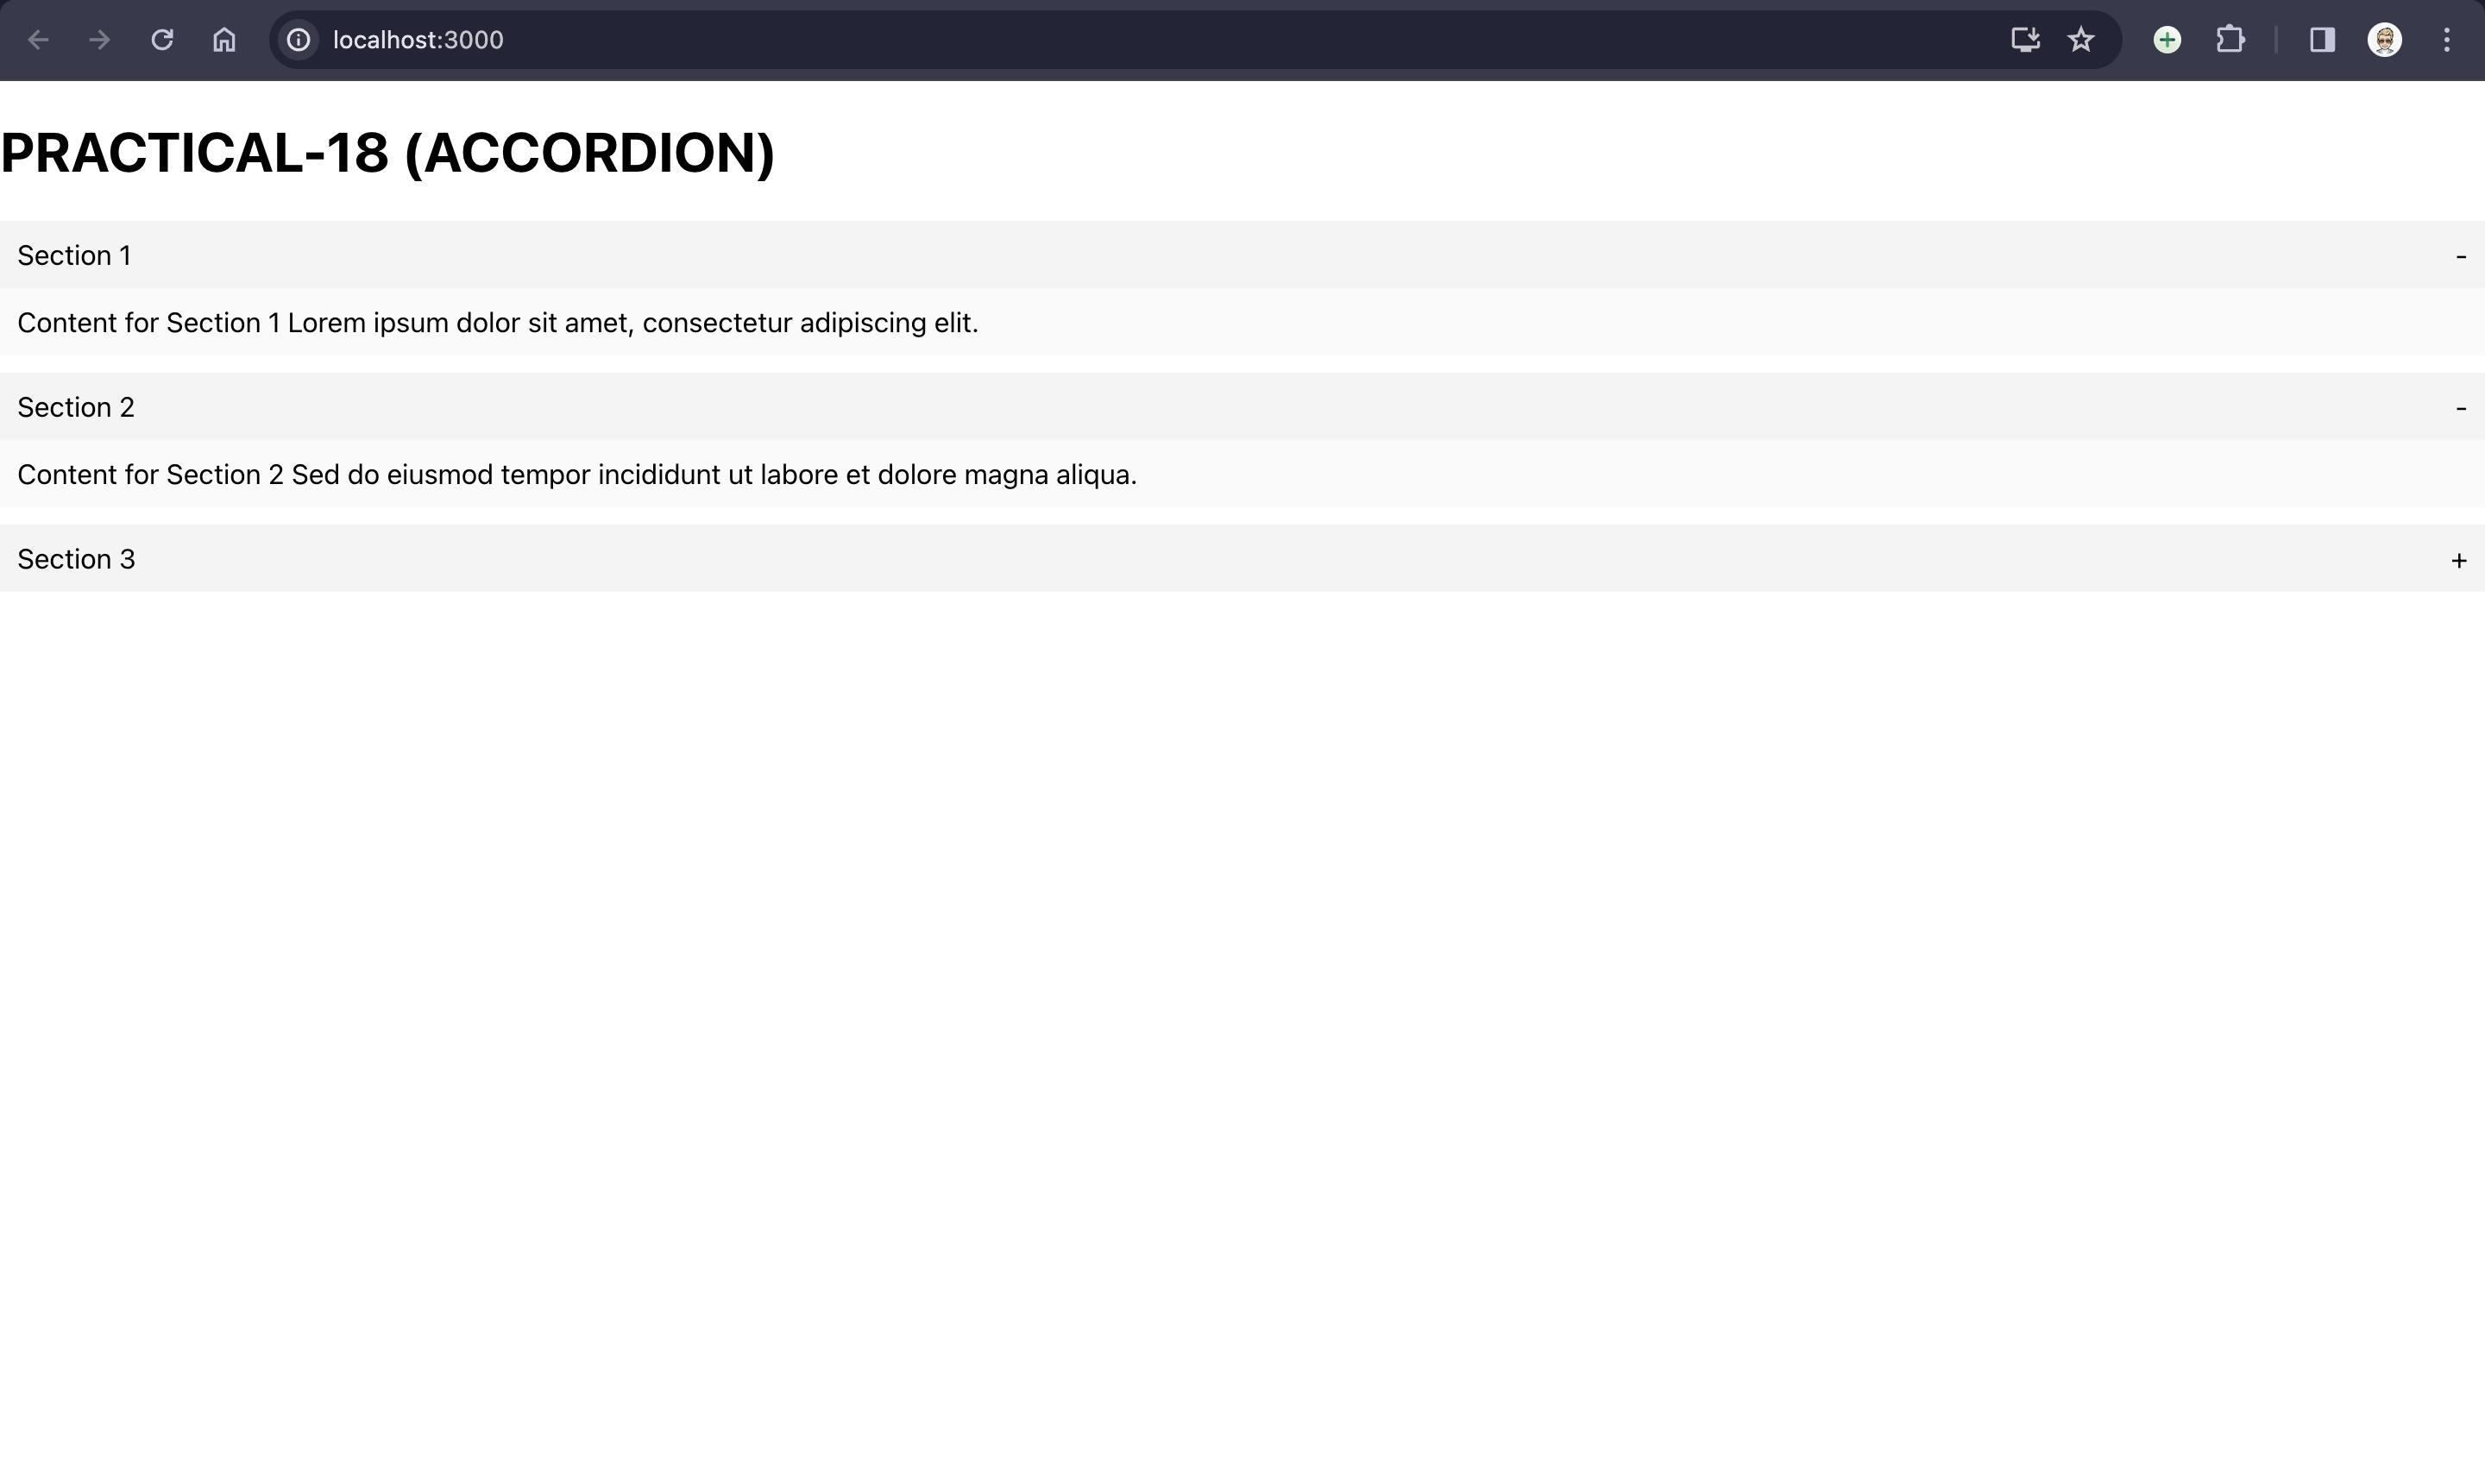 localhost:3000
PRACTICAL-18 (ACCORDION)
Section 1 -
Content for Section 1 Lorem ipsum dolor sit amet, consectetur adipiscing elit.
Section 2 -
Content for Section 2 Sed do eiusmod tempor incididunt ut labore et dolore magna aliqua.
Section 3 +